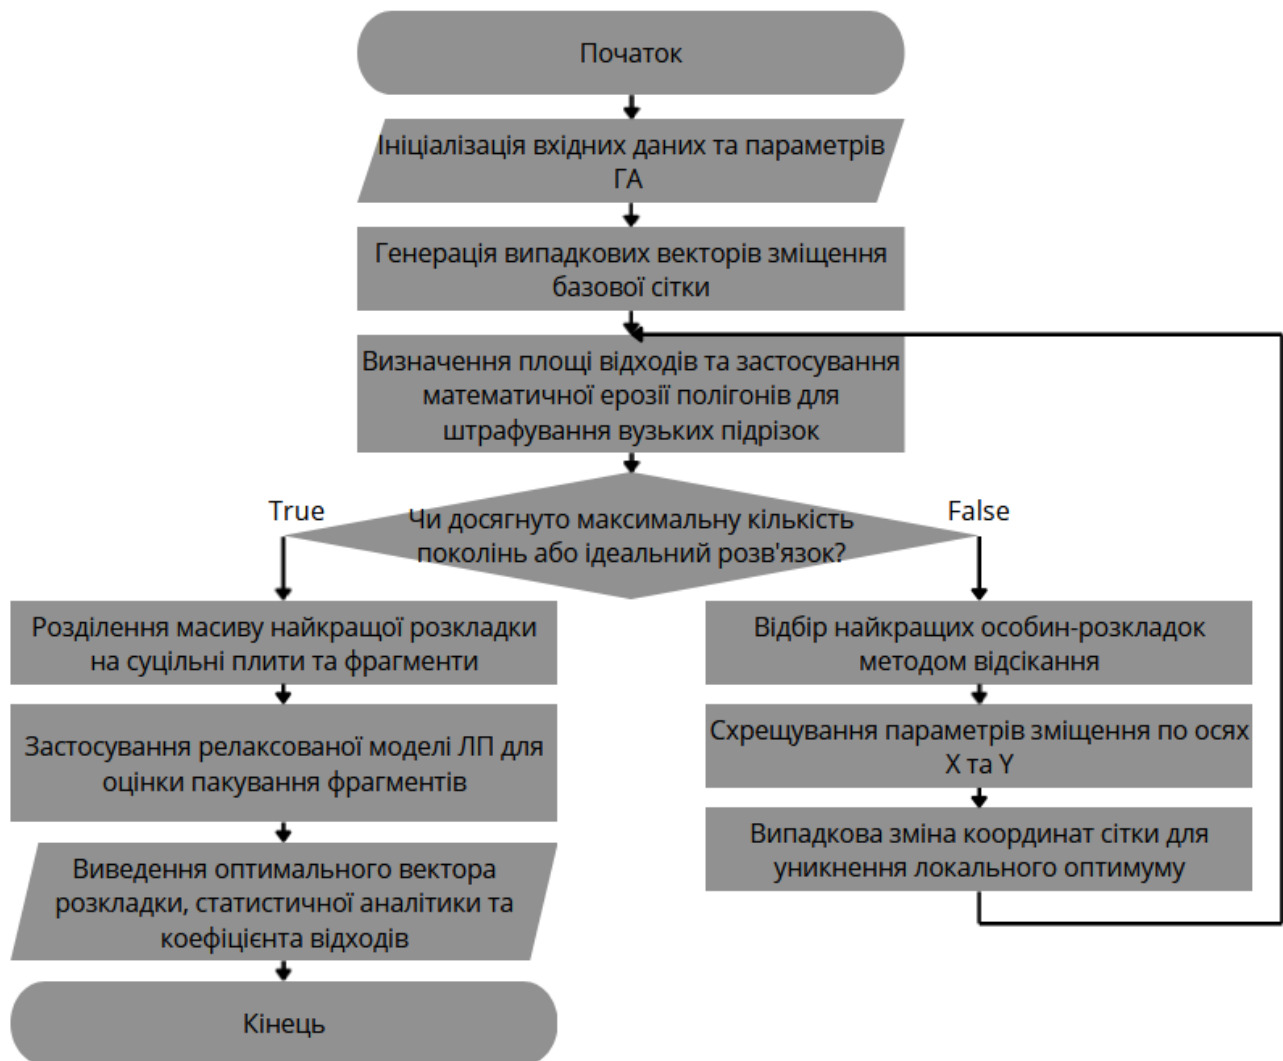 Початок
Ініціалізація вхідних даних та параметрів
ГА
Генерація випадкових векторів зміщення
базової сітки
Визначення площі відходів та застосування
математичної ерозії полігонів для
штрафування вузьких підрізок
True
Чи досягнуто максимальну кількість
поколінь або ідеальний розв'язок?
False
Розділення масиву найкращої розкладки
на суцільні плити та фрагменти
Застосування релаксованої моделі ЛП для
оцінки пакування фрагментів
Виведення оптимального вектора
розкладки, статистичної аналітики та
коефіцієнта відходів
Кінець
Відбір найкращих особин-розкладок
методом відсікання
Схрещування параметрів зміщення по осях
X та Y
Випадкова зміна координат сітки для
уникнення локального оптимуму